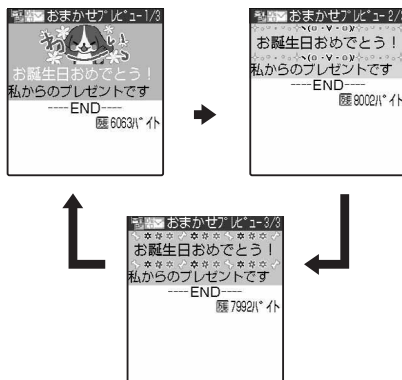 おまかせプレビュー1/3
わん
お誕生日おめでとう！
私からのプレゼントです
----END----
6063バイト
おまかせプレビュー2/3
お誕生日おめでとう！
私からのプレゼントです
----END----
8002バイト
おまかせプレビュー3/3
お誕生日おめでとう！
私からのプレゼントです
----END----
7992バイト